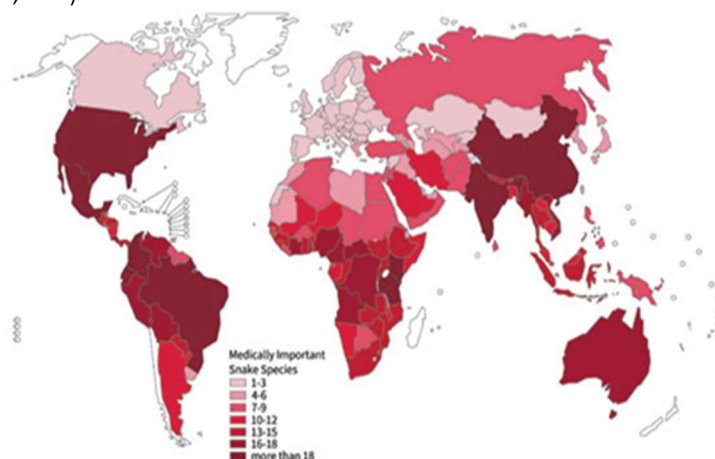 Medically Important
Snake Species
1-3
4-6
7-9
10-12
13-15
16-18
more than 18